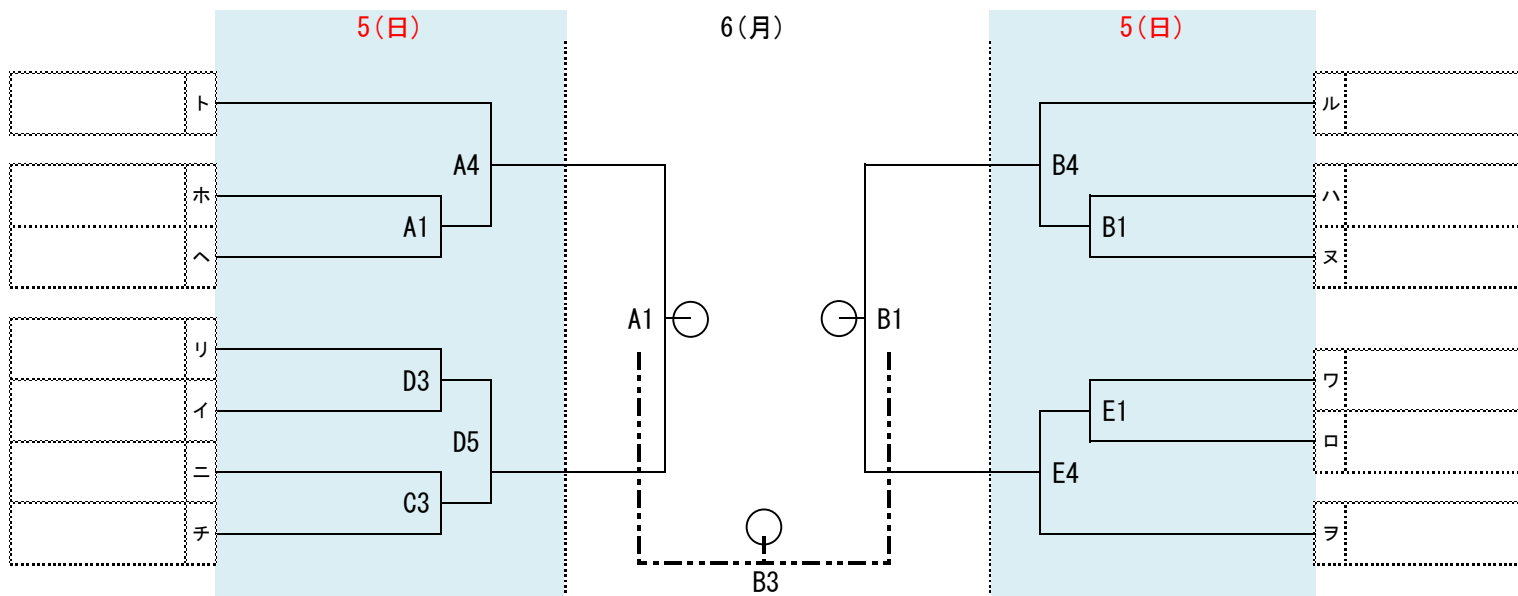 5(日)
6(月)
5(日)
ト
ル
A4
B4
ホ
ハ
A1
B1
ヘ
ヌ
A1
B1
リ
D3
ワ
イ
E1
D5
ロ
ニ
E4
C3
チ
ヲ
B3